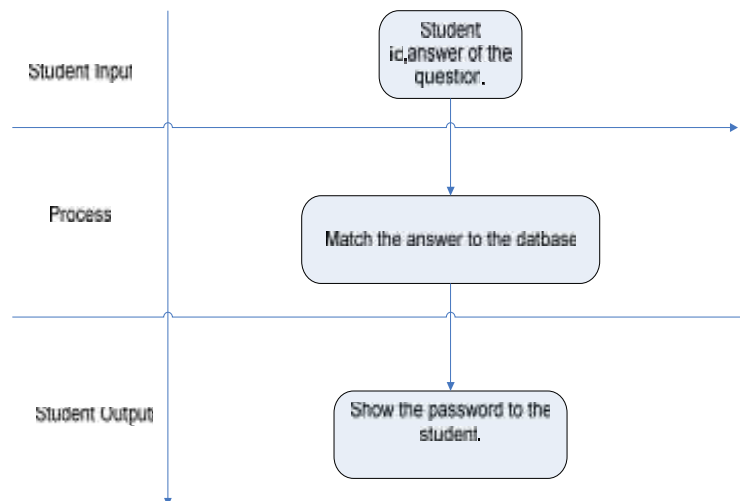 Student
id,answer of the
question.
Student Input
Process
Match the answer to the datbase
Student Output
Show the password to the
student.